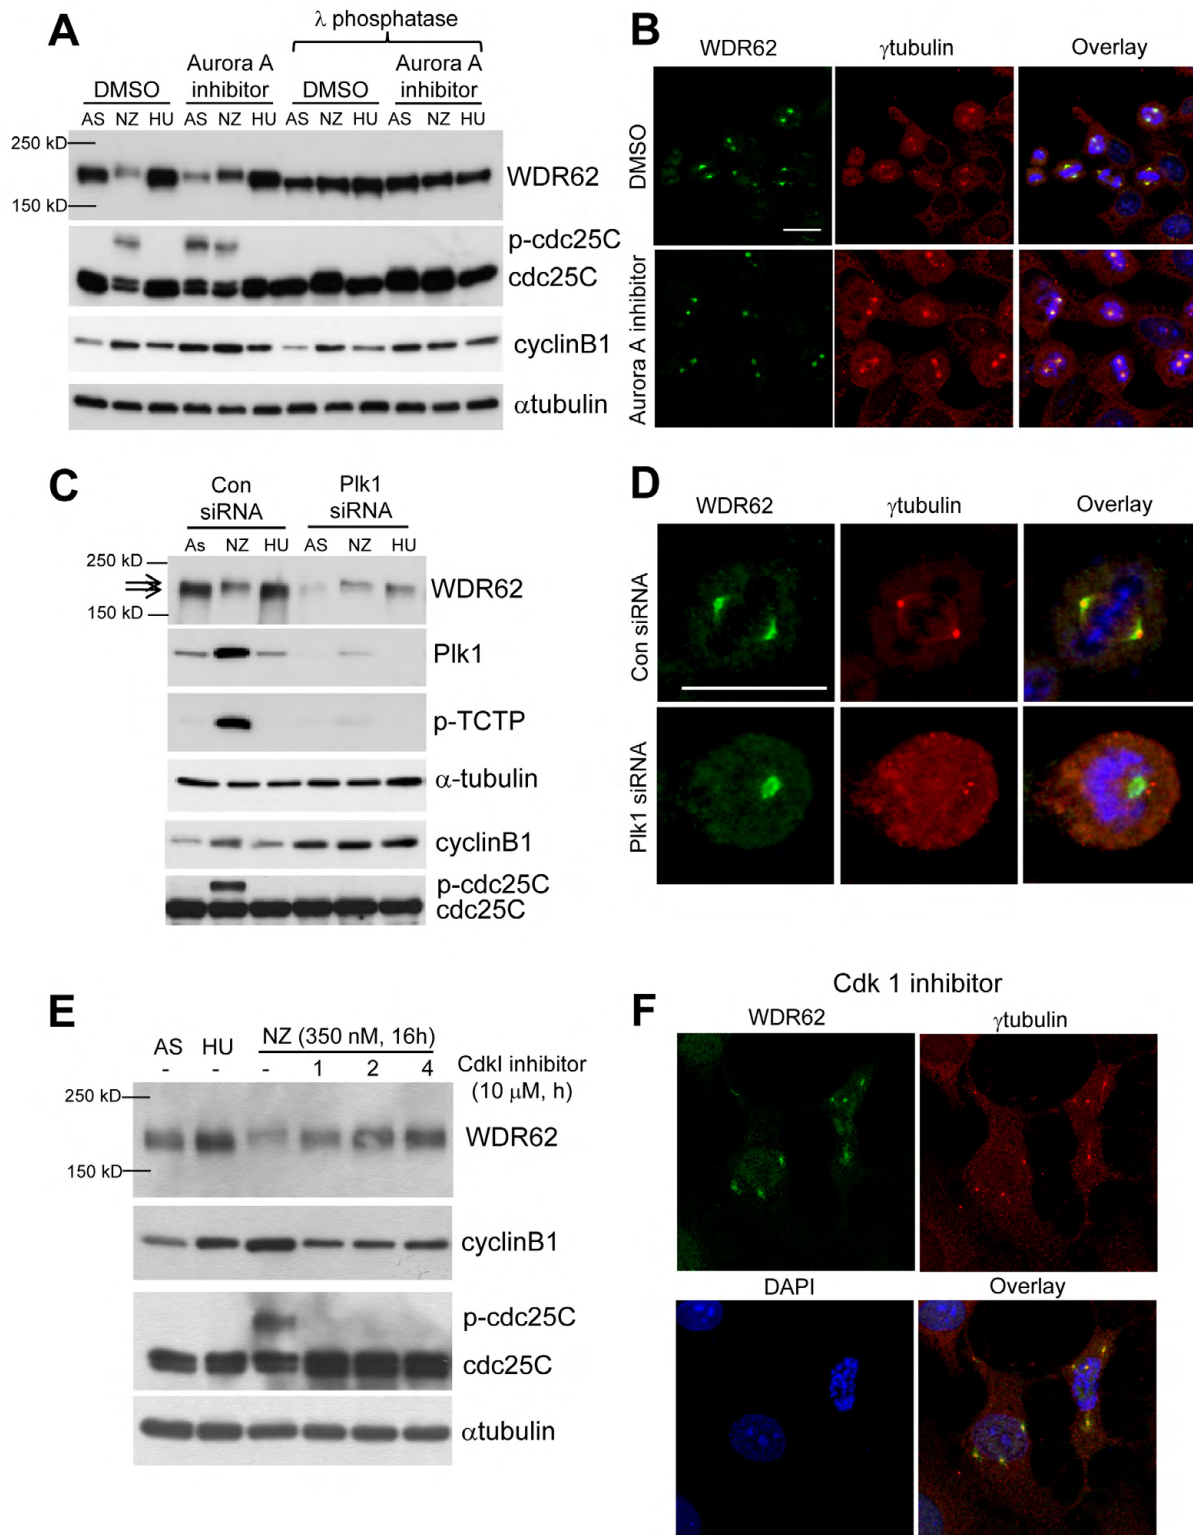 A
λ phosphatase
Aurora A inhibitor
Aurora A inhibitor
DMSO
DMSO
AS NZ HU AS NZ HU AS NZ HU AS NZ HU
250 kD
WDR62
150 kD
p-cdc25C
cdc25C
cyclinB1
αtubulin
B
WDR62 γtubulin Overlay
DMSO
Aurora A inhibitor
C
Con siRNA
Plk1 siRNA
As NZ HU AS NZ HU
250 kD
WDR62
150 kD
Plk1
p-TCTP
α-tubulin
cyclinB1
p-cdc25C
cdc25C
D
WDR62 γtubulin Overlay
Con siRNA
Plk1 siRNA
E
AS HU NZ (350 nM, 16h)
- - - 1 2 4 CdkI inhibitor
(10 µM, h)
250 kD
WDR62
150 kD
cyclinB1
p-cdc25C
cdc25C
αtubulin
F
Cdk 1 inhibitor
WDR62 γtubulin
DAPI Overlay